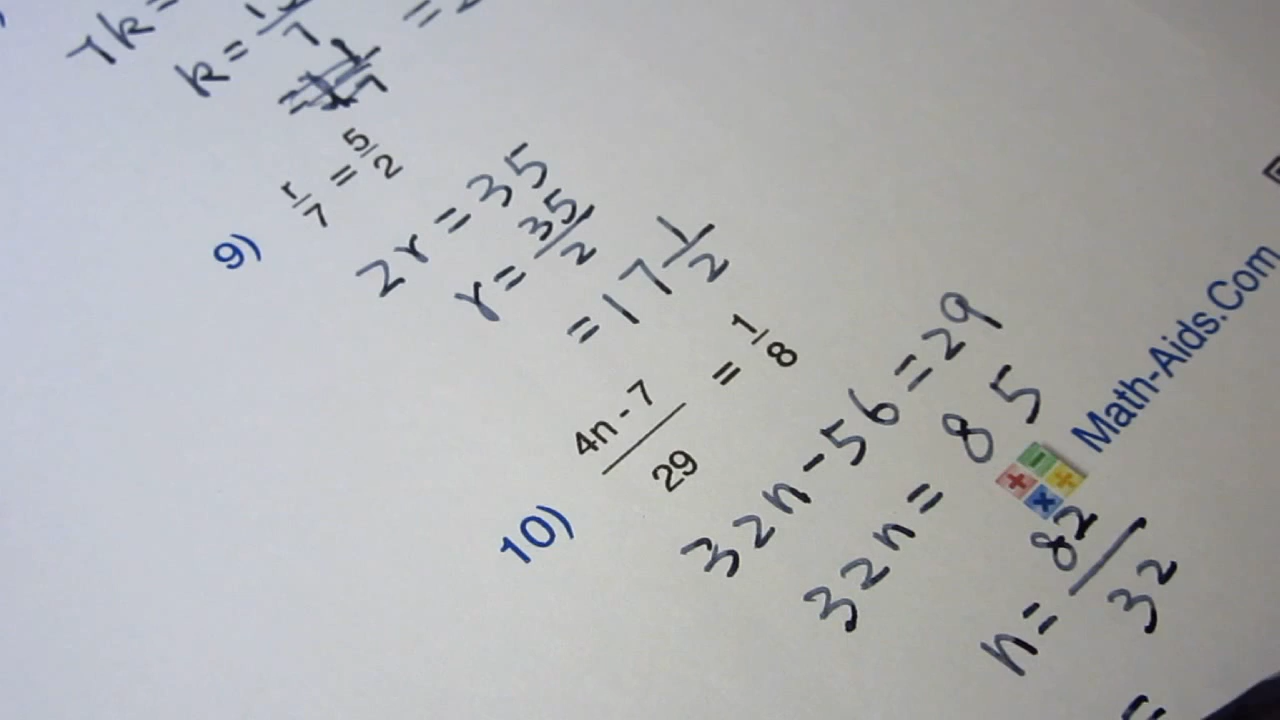 7k=
k=
9) r/7 = 5/2
2r = 35
r = 35/2
= 17 1/2
10) 4n - 7/29 = 1/8
32n - 56 = 29
32n = 85
n = 82/32
=
Math-Aids.Com